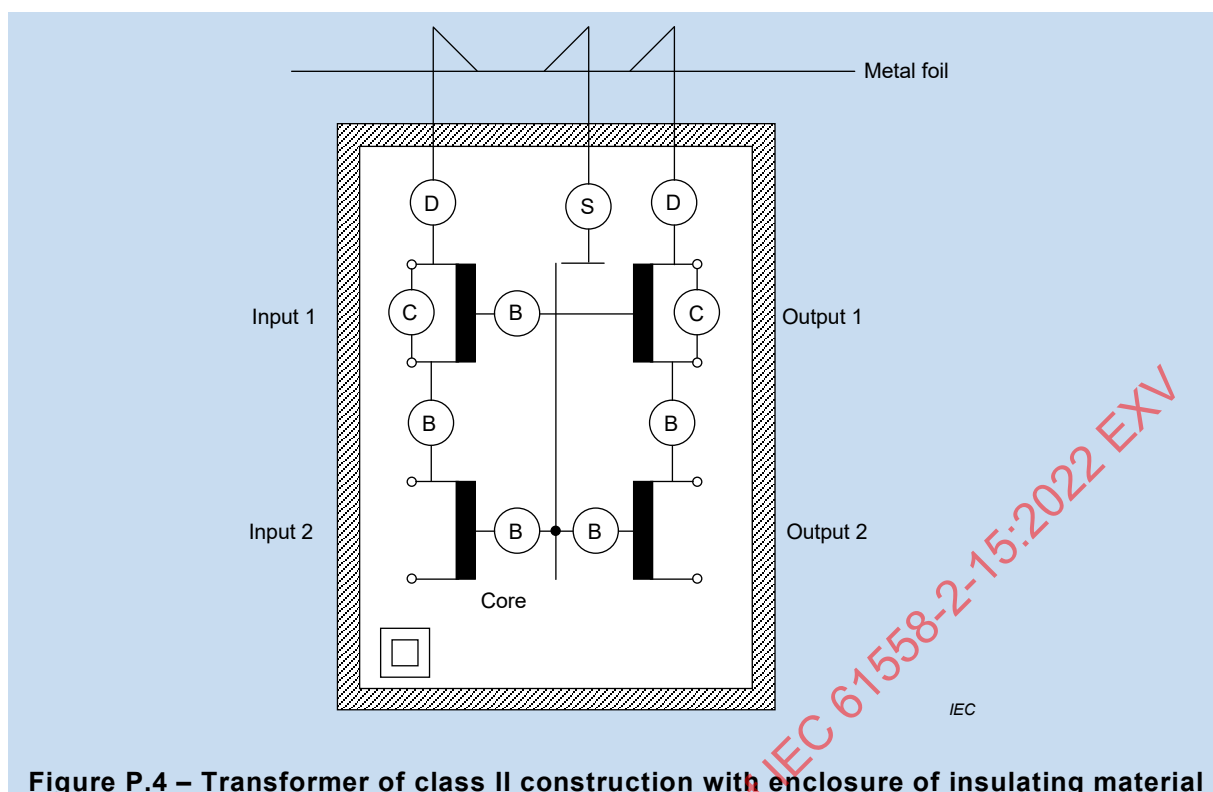 Metal foil
D S D
Input 1 C B C Output 1
B B
Input 2 B B Output 2
Core
IEC
IEC 61558-2-15:2022 EXV
Figure P.4 – Transformer of class II construction with enclosure of insulating material